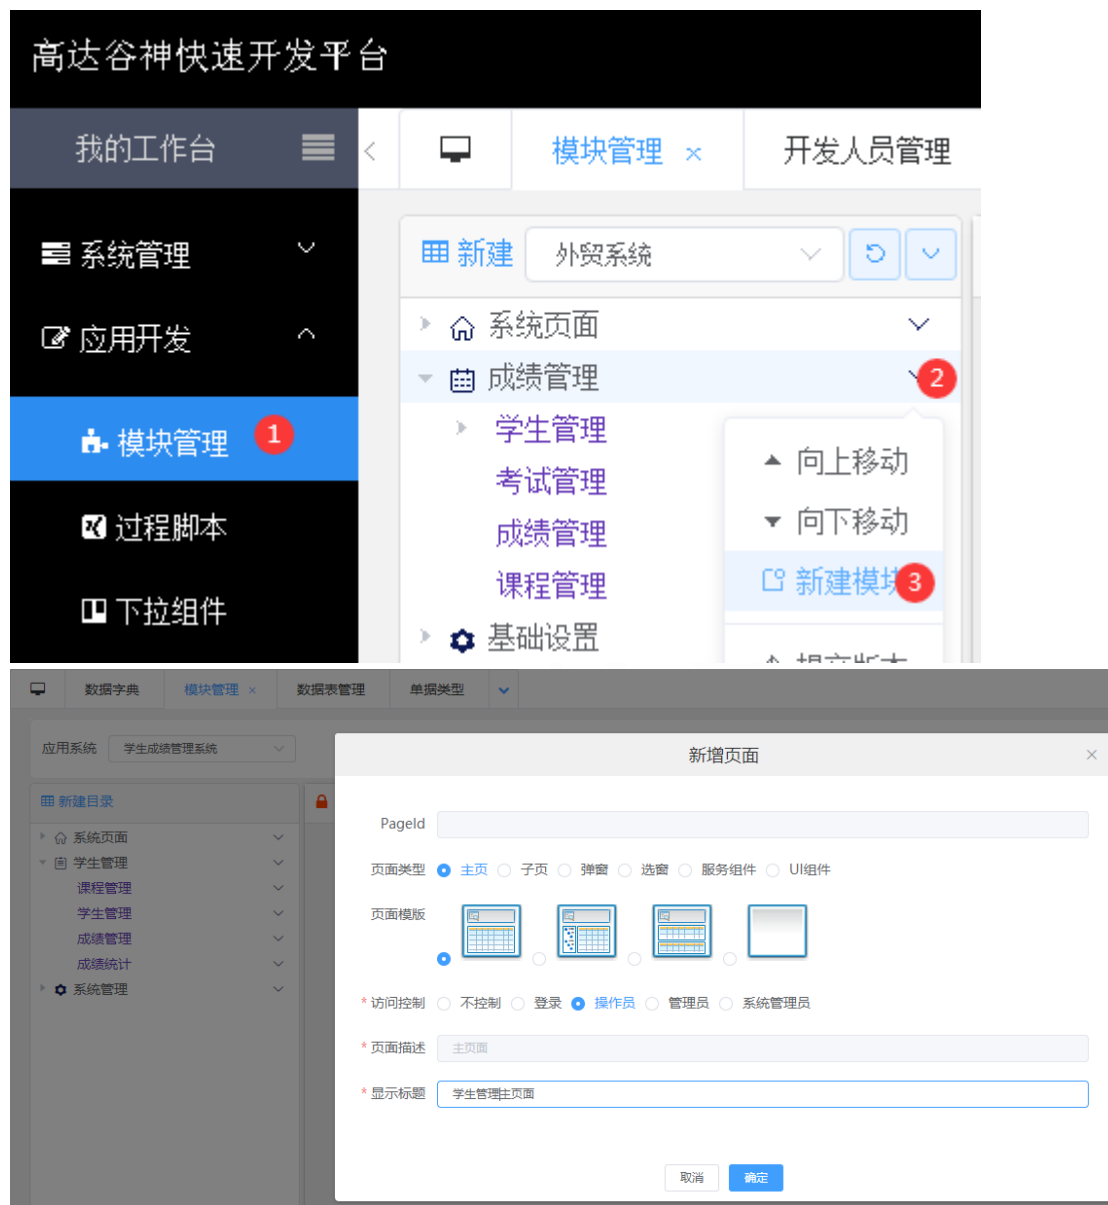 高达谷神快速开发平台
我的工作台
模块管理
开发人员管理
系统管理
应用开发
1
模块管理
过程脚本
下拉组件
新建
外贸系统
系统页面
成绩管理
2
学生管理
考试管理
成绩管理
课程管理
基础设置
向上移动
向下移动
新建模块
3
提交版本
数据字典
模块管理
数据表管理
单据类型
应用系统
学生成绩管理系统
新建目录
系统页面
学生管理
课程管理
学生管理
成绩管理
成绩统计
系统管理
新增页面
PageId
页面类型 主页 子页 弹窗 选窗 服务组件 UI组件
页面模版
* 访问控制 不控制 登录 操作员 管理员 系统管理员
* 页面描述 主页面
* 显示标题 学生管理主页面
取消
确定